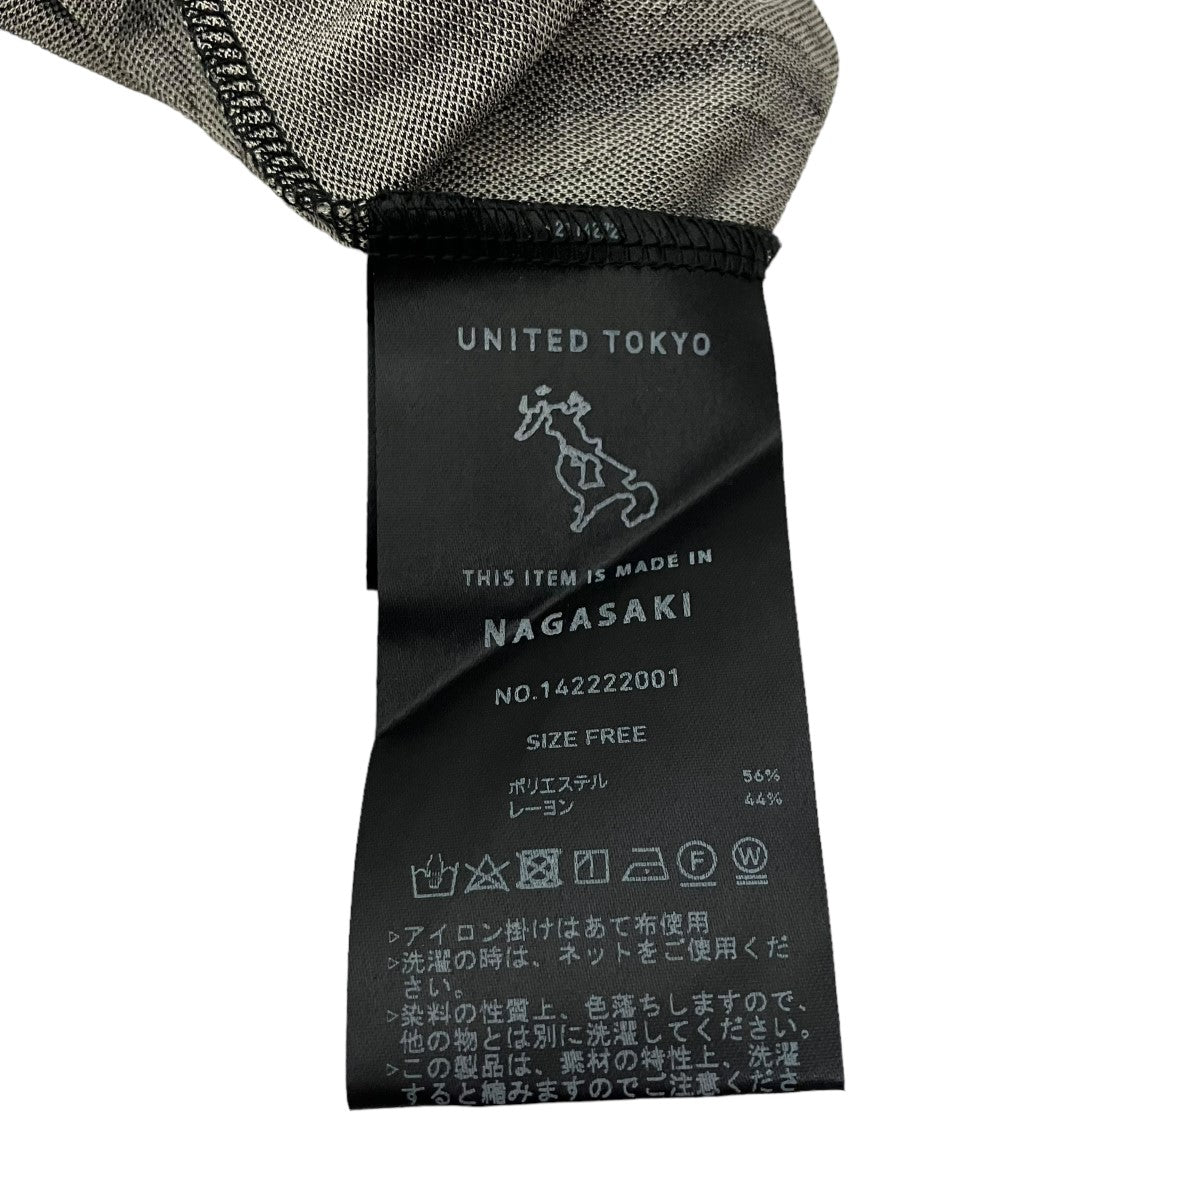 UNITED TOKYO
THIS ITEM IS MADE IN
NAGASAKI
NO.142222001
SIZE FREE
ポリエステル 56%
レーヨン 44%
F
W
▷アイロン掛けはあて布使用
▷洗濯の時は、ネットをご使用くだ
さい。
▷染料の性質上、色落ちしますので、
他の物とは別に洗濯してください。
▷この製品は、素材の特性上、洗濯
すると縮みますのでご注意くださ